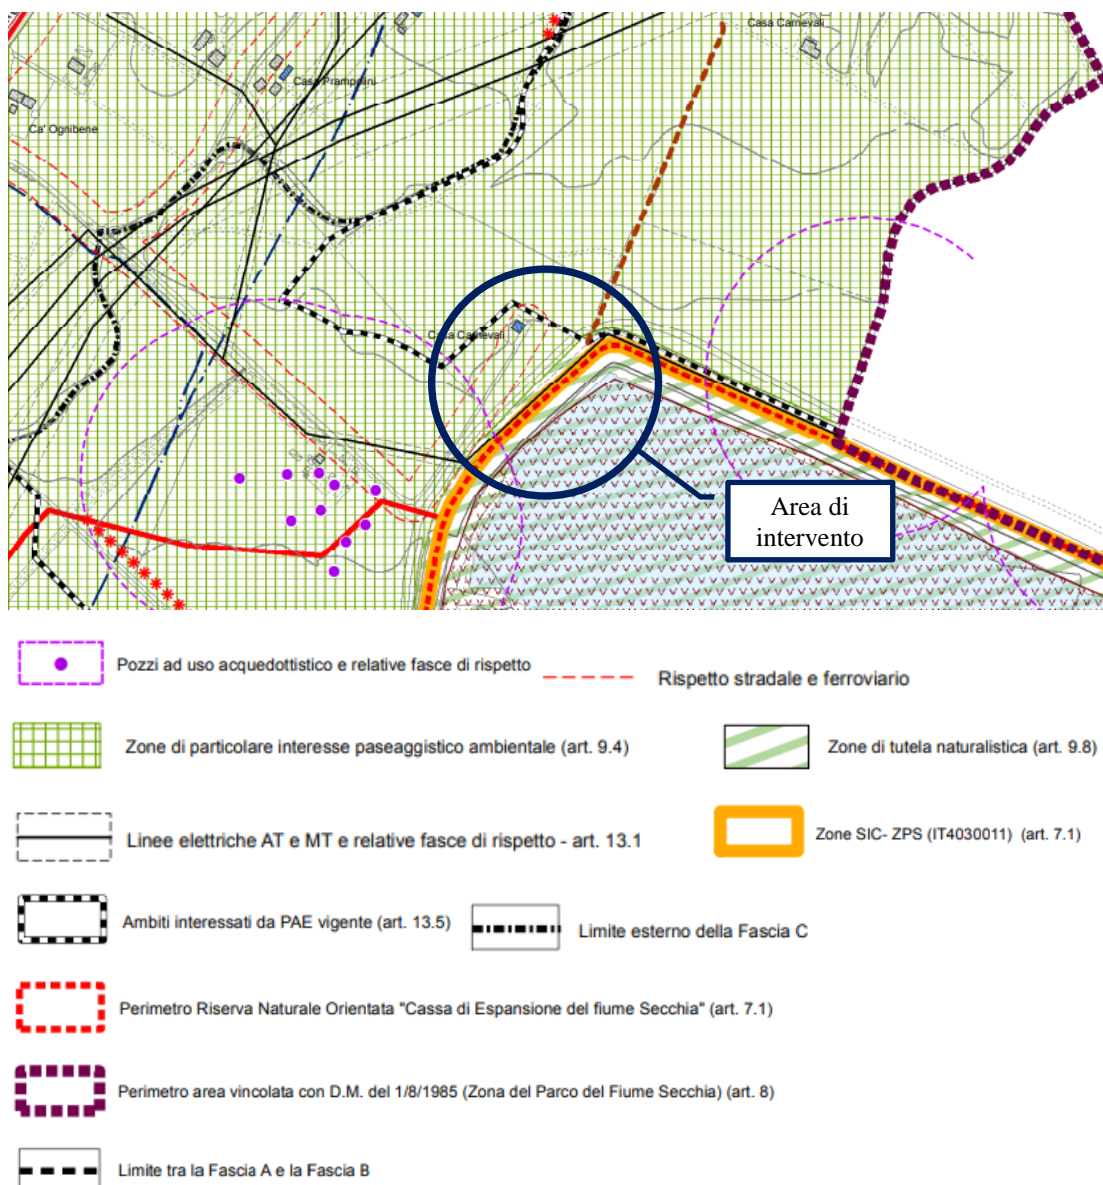 Casa Carnevali
Casa Prampolini
Ca' Ognibene
Casa Carnevali
Area di
intervento
Pozzi ad uso acquedottistico e relative fasce di rispetto
Rispetto stradale e ferroviario
Zone di particolare interesse paseaggistico ambientale (art. 9.4)
Zone di tutela naturalistica (art. 9.8)
Linee elettriche AT e MT e relative fasce di rispetto - art. 13.1
Zone SIC- ZPS (IT4030011) (art. 7.1)
Ambiti interessati da PAE vigente (art. 13.5)
Limite esterno della Fascia C
Perimetro Riserva Naturale Orientata "Cassa di Espansione del fiume Secchia" (art. 7.1)
Perimetro area vincolata con D.M. del 1/8/1985 (Zona del Parco del Fiume Secchia) (art. 8)
Limite tra la Fascia A e la Fascia B